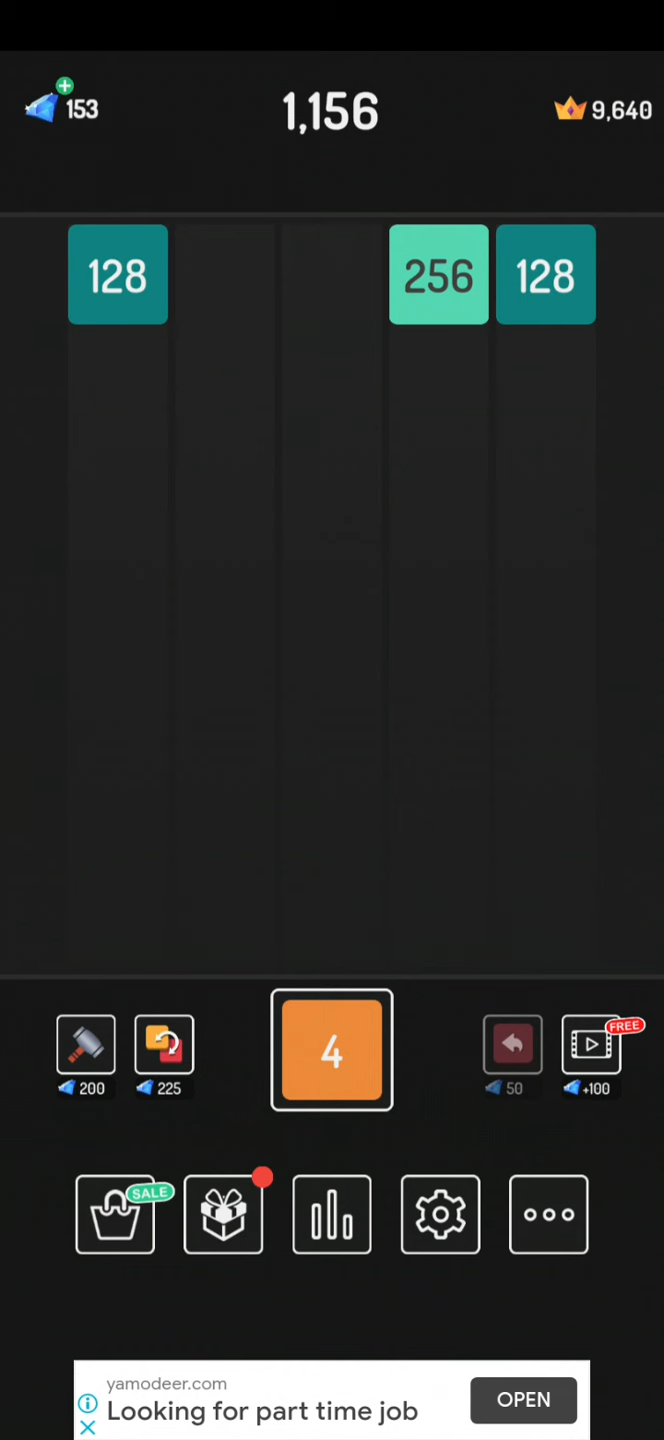 153
1,156
9,640
128
256
128
4
FREE
200
225
50
+100
SALE
yamodeer.com
Looking for part time job
OPEN